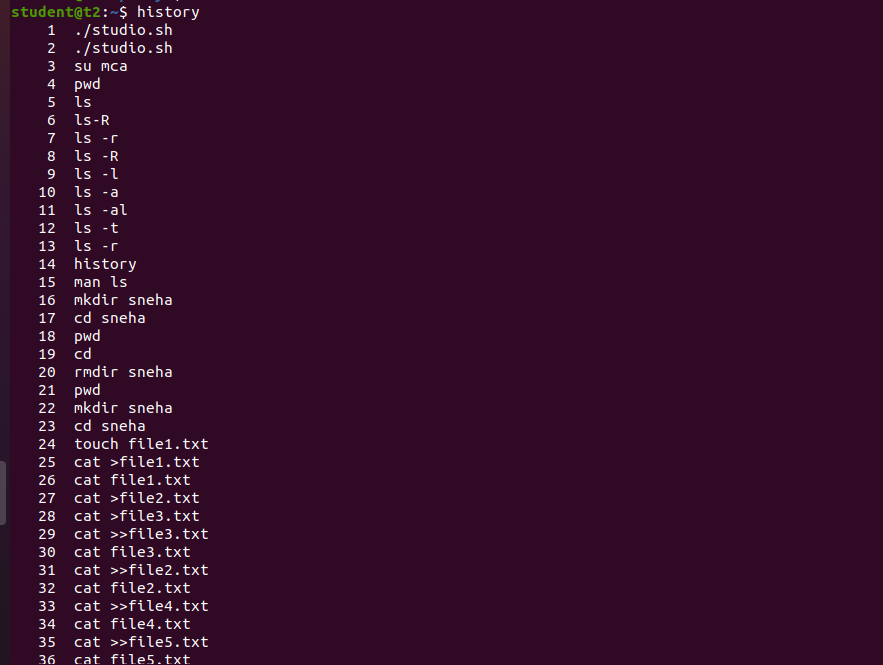 student@t2:~$ history
1 ./studio.sh
2 ./studio.sh
3 su mca
4 pwd
5 ls
6 ls-R
7 ls -r
8 ls -R
9 ls -l
10 ls -a
11 ls -al
12 ls -t
13 ls -r
14 history
15 man ls
16 mkdir sneha
17 cd sneha
18 pwd
19 cd
20 rmdir sneha
21 pwd
22 mkdir sneha
23 cd sneha
24 touch file1.txt
25 cat >file1.txt
26 cat file1.txt
27 cat >file2.txt
28 cat >file3.txt
29 cat >>file3.txt
30 cat file3.txt
31 cat >>file2.txt
32 cat file2.txt
33 cat >>file4.txt
34 cat file4.txt
35 cat >>file5.txt
36 cat file5.txt